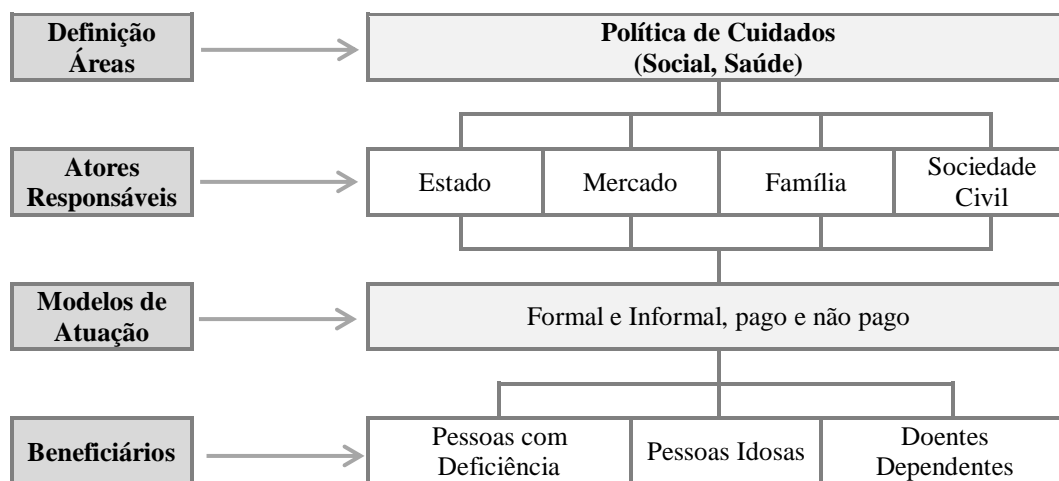 Definição
Áreas
Política de Cuidados
(Social, Saúde)
Atores
Responsáveis
Estado
Mercado
Família
Sociedade
Civil
Modelos de
Atuação
Formal e Informal, pago e não pago
Beneficiários
Pessoas com
Deficiência
Pessoas Idosas
Doentes
Dependentes